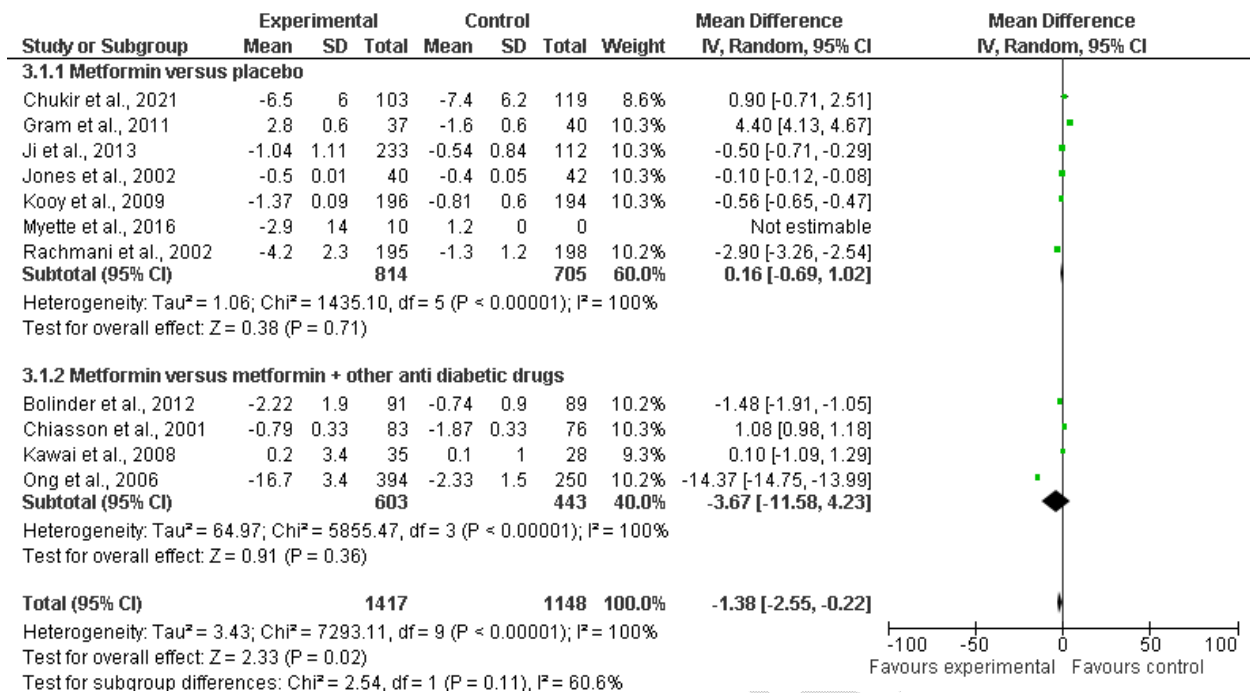 Experimental Control Mean Difference Mean Difference
Study or Subgroup Mean SD Total Mean SD Total Weight IV, Random, 95% CI IV, Random, 95% CI
3.1.1 Metformin versus placebo
Chukir et al., 2021 -6.5 6 103 -7.4 6.2 119 8.6% 0.90 [-0.71, 2.51]
Gram et al., 2011 2.8 0.6 37 -1.6 0.6 40 10.3% 4.40 [4.13, 4.67]
Ji et al., 2013 -1.04 1.11 233 -0.54 0.84 112 10.3% -0.50 [-0.71, -0.29]
Jones et al., 2002 -0.5 0.01 40 -0.4 0.05 42 10.3% -0.10 [-0.12, -0.08]
Kooy et al., 2009 -1.37 0.09 196 -0.81 0.6 194 10.3% -0.56 [-0.65, -0.47]
Myette et al., 2016 -2.9 14 10 1.2 0 0 Not estimable
Rachmani et al., 2002 -4.2 2.3 195 -1.3 1.2 198 10.2% -2.90 [-3.26, -2.54]
Subtotal (95% CI) 814 705 60.0% 0.16 [-0.69, 1.02]
Heterogeneity: Tau² = 1.06; Chi² = 1435.10, df = 5 (P < 0.00001); I² = 100%
Test for overall effect: Z = 0.38 (P = 0.71)
3.1.2 Metformin versus metformin + other anti diabetic drugs
Bolinder et al., 2012 -2.22 1.9 91 -0.74 0.9 89 10.2% -1.48 [-1.91, -1.05]
Chiasson et al., 2001 -0.79 0.33 83 -1.87 0.33 76 10.3% 1.08 [0.98, 1.18]
Kawai et al., 2008 0.2 3.4 35 0.1 1 28 9.3% 0.10 [-1.09, 1.29]
Ong et al., 2006 -16.7 3.4 394 -2.33 1.5 250 10.2% -14.37 [-14.75, -13.99]
Subtotal (95% CI) 603 443 40.0% -3.67 [-11.58, 4.23]
Heterogeneity: Tau² = 64.97; Chi² = 5855.47, df = 3 (P < 0.00001); I² = 100%
Test for overall effect: Z = 0.91 (P = 0.36)
Total (95% CI) 1417 1148 100.0% -1.38 [-2.55, -0.22]
Heterogeneity: Tau² = 3.43; Chi² = 7293.11, df = 9 (P < 0.00001); I² = 100%
Test for overall effect: Z = 2.33 (P = 0.02)
Test for subgroup differences: Chi² = 2.54, df = 1 (P = 0.11), I² = 60.6%
-100 -50 0 50 100
Favours experimental Favours control